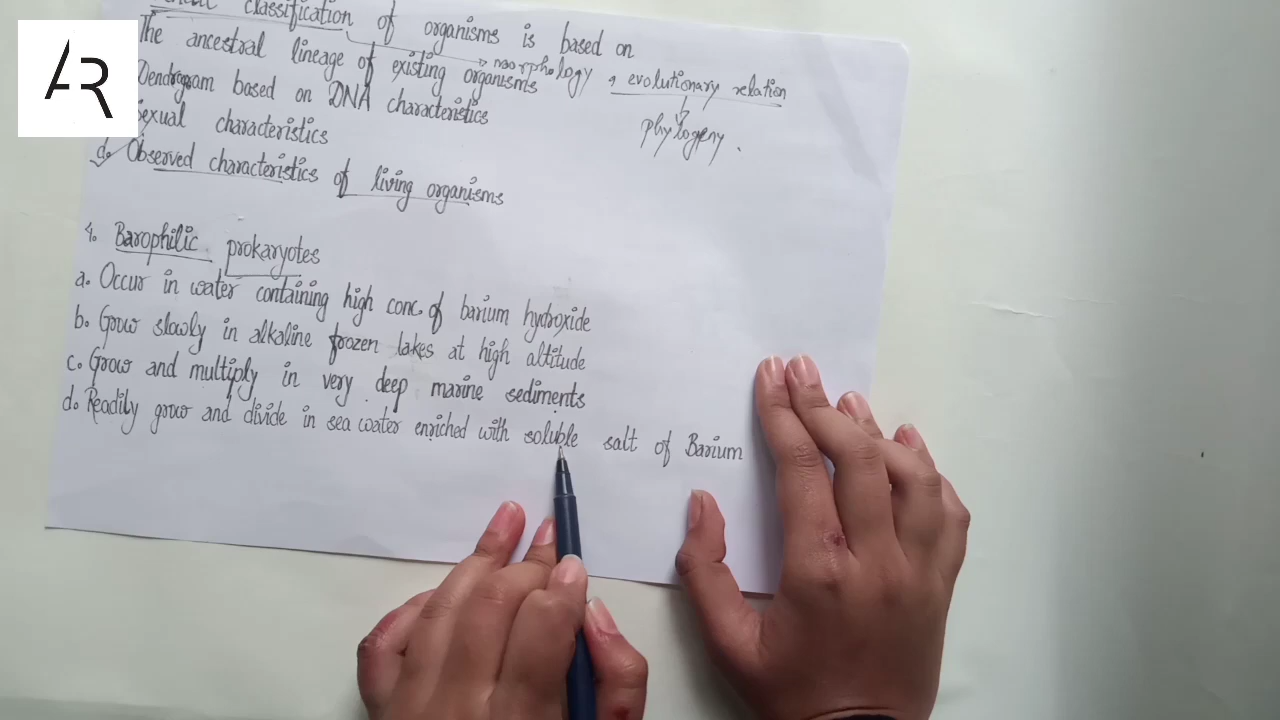 AR
classification of organisms is based on
The ancestral lineage of existing organisms
→ morphology + evolutionary relation
Dendrogram based on DNA characteristics
phylogeny.
Sexual characteristics
d. Observed characteristics of living organisms
4. Barophilic prokaryotes
a. Occur in water containing high conc. of barium hydroxide
b. Grow slowly in alkaline frozen lakes at high altitude
c. Grow and multiply in very deep marine sediments
d. Readily grow and divide in sea water enriched with soluble salt of Barium